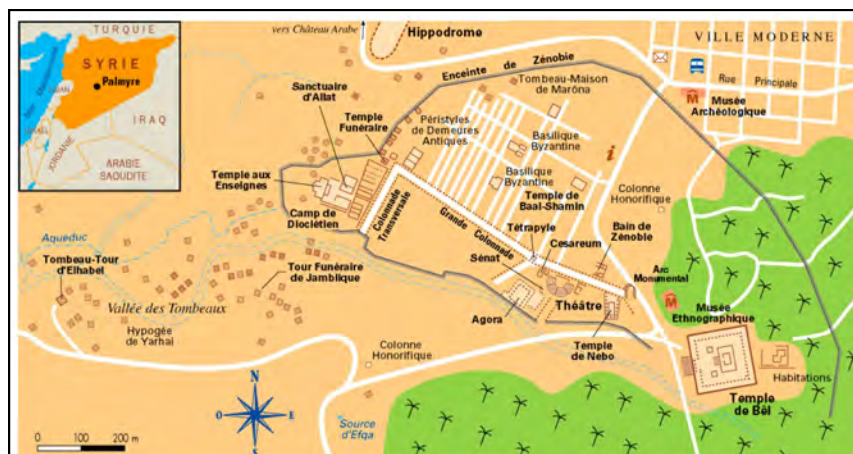 TURQUIE
SYRIE
Palmyre
LIBAN
IRAQ
ISRAËL
JORDANIE
ARABIE
SAOUDITE
vers Château Arabe
Hippodrome
VILLE MODERNE
Enceinte de Zénobie
Tombeau-Maison
de Marôna
Rue Principale
Musée
Archéologique
Sanctuaire
d'Allat
Temple
Funéraire
Péristyles
de Demeures
Antiques
Basilique
Byzantine
Basilique
Byzantine
i
Temple aux
Enseignes
Camp de
Dioclétien
Colonnade
Transversale
Grande Colonnade
Temple de
Baal-Shamin
Colonne
Honorifique
Tétrapyle
Cesareum
Sénat
Bain de
Zénobie
Arc
Monumental
M
Musée
Ethnographique
Aqueduc
Tombeau-Tour
d'Elhabel
Tour Funéraire
de Jamblique
Vallée des Tombeaux
Hypogée
de Yarhai
Agora
Théâtre
Temple
de Nebo
Colonne
Honorifique
Habitations
Temple
de Bêl
Source
d'Efqa
N
O
E
S
0 100 200 m